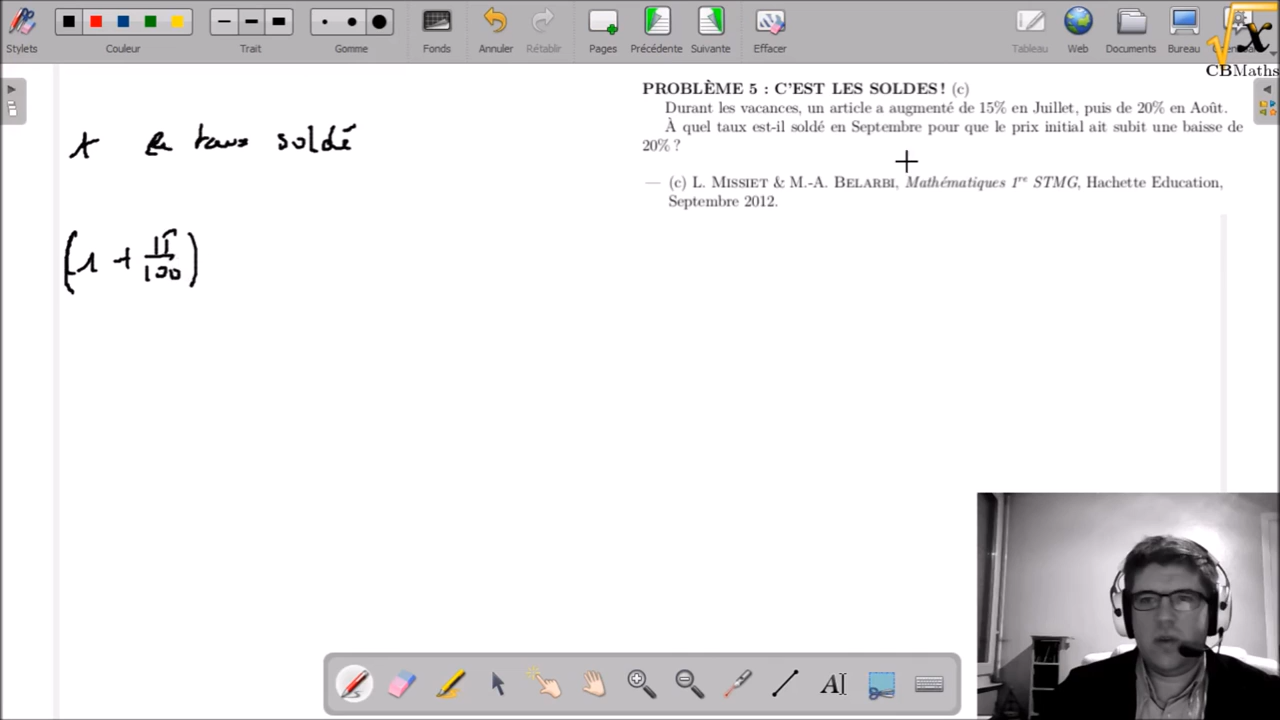 Stylets Couleur Trait Gomme Fonds Annuler Rétablir Pages Précédente Suivante Effacer Tableau Web Documents Bureau
√x
CBMaths
PROBLÈME 5 : C'EST LES SOLDES! (c)
Durant les vacances, un article a augmenté de 15% en Juillet, puis de 20% en Août.
À quel taux est-il soldé en Septembre pour que le prix initial ait subit une baisse de
20% ?
— (c) L. MISSIET & M.-A. BELARBI, Mathématiques 1re STMG, Hachette Education,
Septembre 2012.
t le taux soldé
(1 + 15/100)